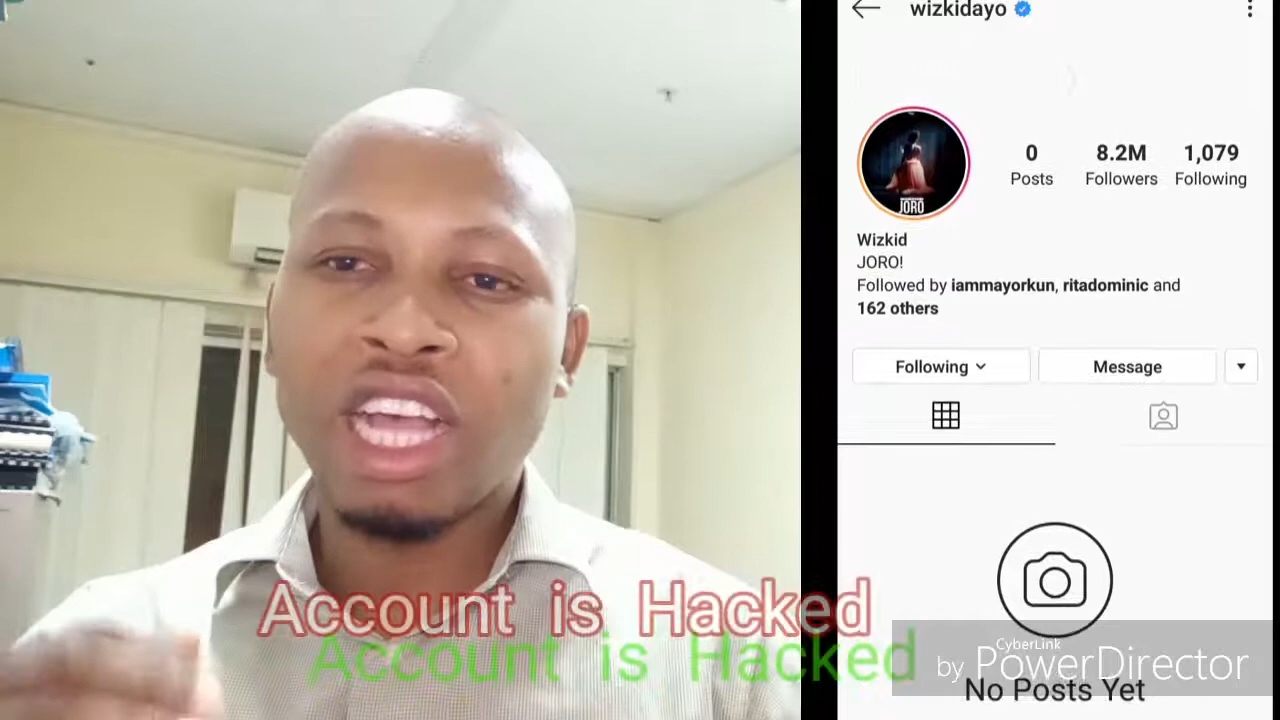 wizkidayo
0
8.2M
1,079
Posts
Followers
Following
JORO
Wizkid
JORO!
Followed by iammayorkun, ritadominic and
162 others
Following
Message
Account is Hacked
Account is Hacked
CyberLink
by PowerDirector
No Posts Yet